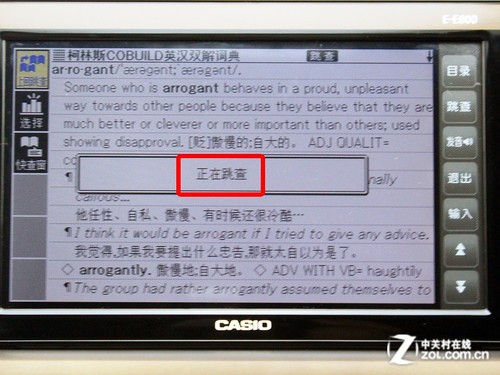 E-E800
柯林斯COBUILD英汉双解词典 跳查
上回跳查
选择
快查窗
ar·ro·gant/ˈærəgənt; ˈærəgənt/.
Someone who is arrogant behaves in a proud, unpleasant
way towards other people because they believe that they are
much better or cleverer or more important than others; used
showing disapproval. [贬]傲慢的;自大的。 ADJ QUALIT=
co
正在跳查
¶ nally
callous...
他任性、自私、傲慢、有时候还很冷酷…
¶I think it would be arrogant if I tried to give any advice.
我觉得,如果我要提出什么忠告,那就太自以为是了。
◇ arrogantly. 傲慢地;自大地。 ◇ ADV WITH VB= haughtily
¶The group had rather arrogantly assumed themselves to
目录
跳查
发音
退出
输入
CASIO
中关村在线
zol.com.cn